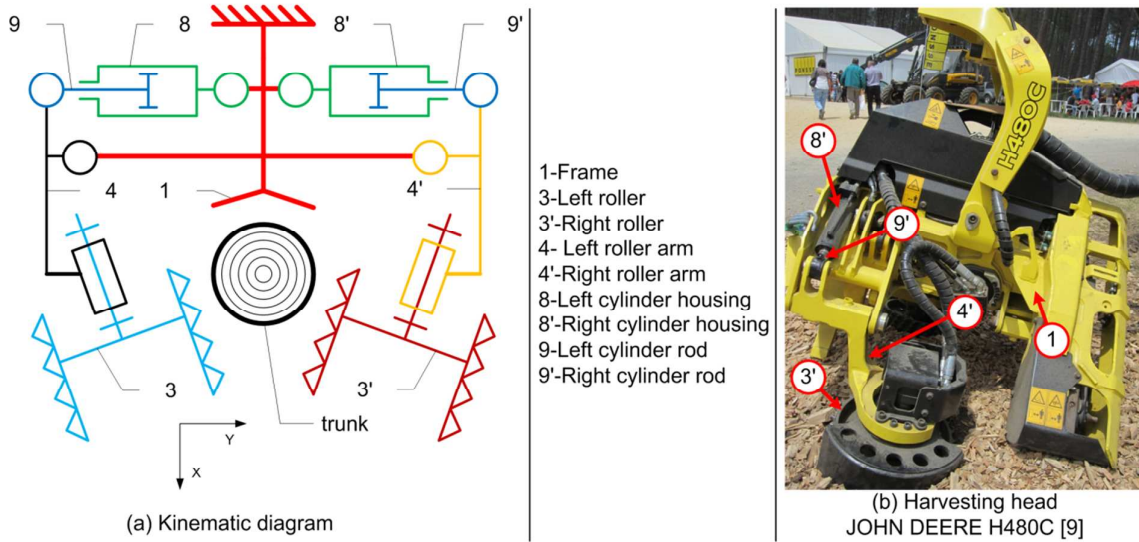 9
8
8'
9'
4
1
4'
3
3'
trunk
Y
X
(a) Kinematic diagram
1-Frame
3-Left roller
3'-Right roller
4- Left roller arm
4'-Right roller arm
8-Left cylinder housing
8'-Right cylinder housing
9-Left cylinder rod
9'-Right cylinder rod
H480C
8'
9'
4'
1
3'
(b) Harvesting head
JOHN DEERE H480C [9]